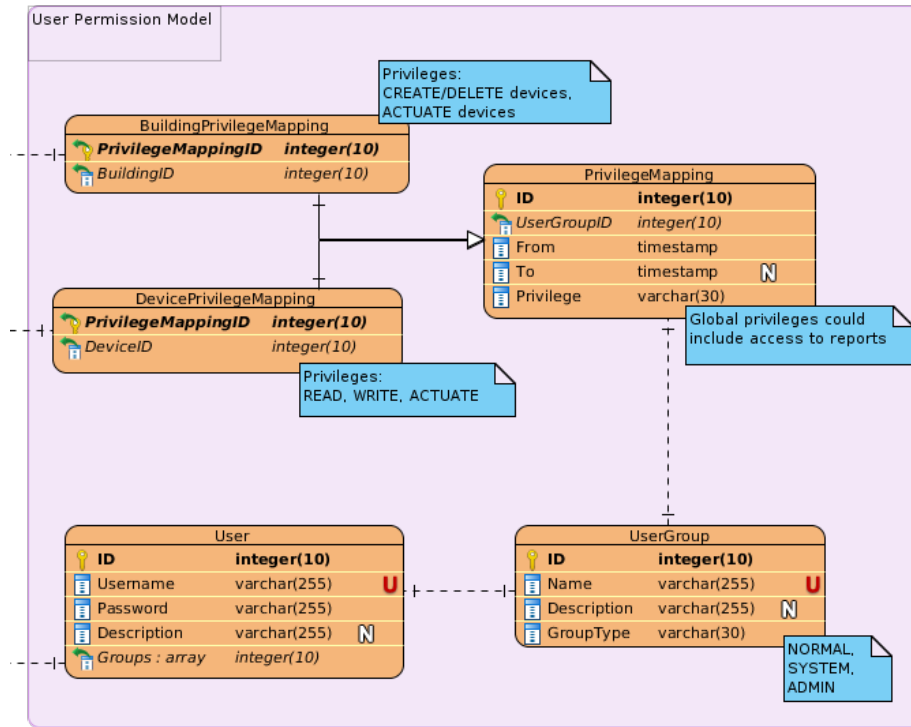 User Permission Model
Privileges:
CREATE/DELETE devices,
ACTUATE devices
BuildingPrivilegeMapping
PrivilegeMappingID integer(10)
BuildingID integer(10)
PrivilegeMapping
ID integer(10)
UserGroupID integer(10)
From timestamp
To timestamp N
Privilege varchar(30)
Global privileges could
include access to reports
DevicePrivilegeMapping
PrivilegeMappingID integer(10)
DeviceID integer(10)
Privileges:
READ, WRITE, ACTUATE
User
ID integer(10)
Username varchar(255) U
Password varchar(255)
Description varchar(255) N
Groups : array integer(10)
UserGroup
ID integer(10)
Name varchar(255) U
Description varchar(255) N
GroupType varchar(30)
NORMAL,
SYSTEM,
ADMIN